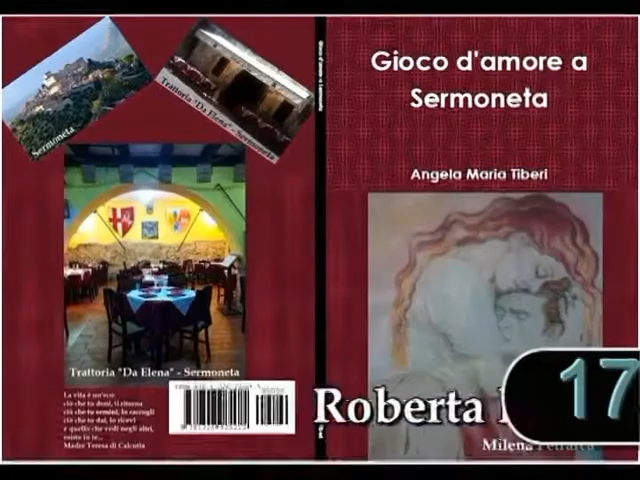 Sermoneta
Trattoria "Da Elena" - Sermoneta
Trattoria "Da Elena" - Sermoneta
La vita è un'eco:
ciò che tu doni, ti ritorna
ciò che tu semini, lo raccogli
ciò che tu dai, lo ricevi
e quello che vedi negli altri,
esiste in te...
Madre Teresa di Calcutta
Gioco d'amore a Sermoneta
Gioco d'amore a
Sermoneta
Angela Maria Tiberi
Roberta
17
Milena Petrarca